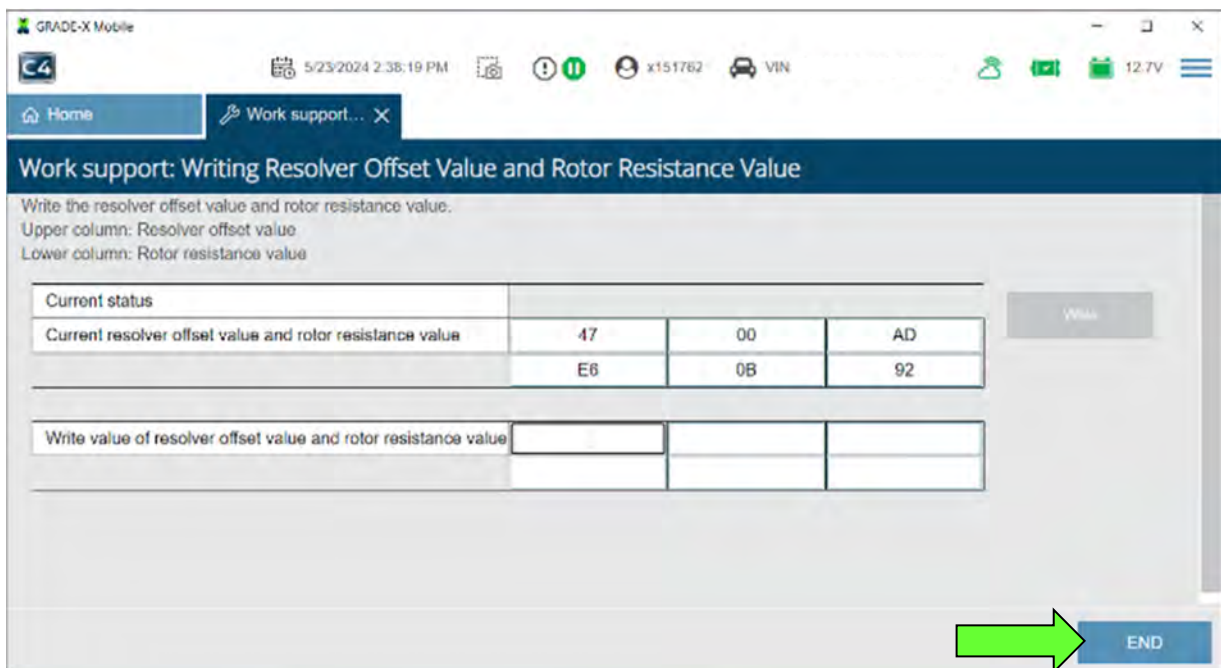 GRADE-X Mobile
C4 5/23/2024 2:38:19 PM x151762 VIN 12.7V
Home Work support...
Work support: Writing Resolver Offset Value and Rotor Resistance Value
Write the resolver offset value and rotor resistance value.
Upper column: Resolver offset value
Lower column: Rotor resistance value
Current status
Write
Current resolver offset value and rotor resistance value 47 00 AD
E6 0B 92
Write value of resolver offset value and rotor resistance value
END